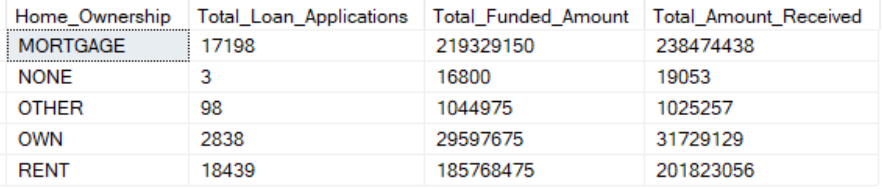 Home_Ownership Total_Loan_Applications Total_Funded_Amount Total_Amount_Received
MORTGAGE 17198 219329150 238474438
NONE 3 16800 19053
OTHER 98 1044975 1025257
OWN 2838 29597675 31729129
RENT 18439 185768475 201823056